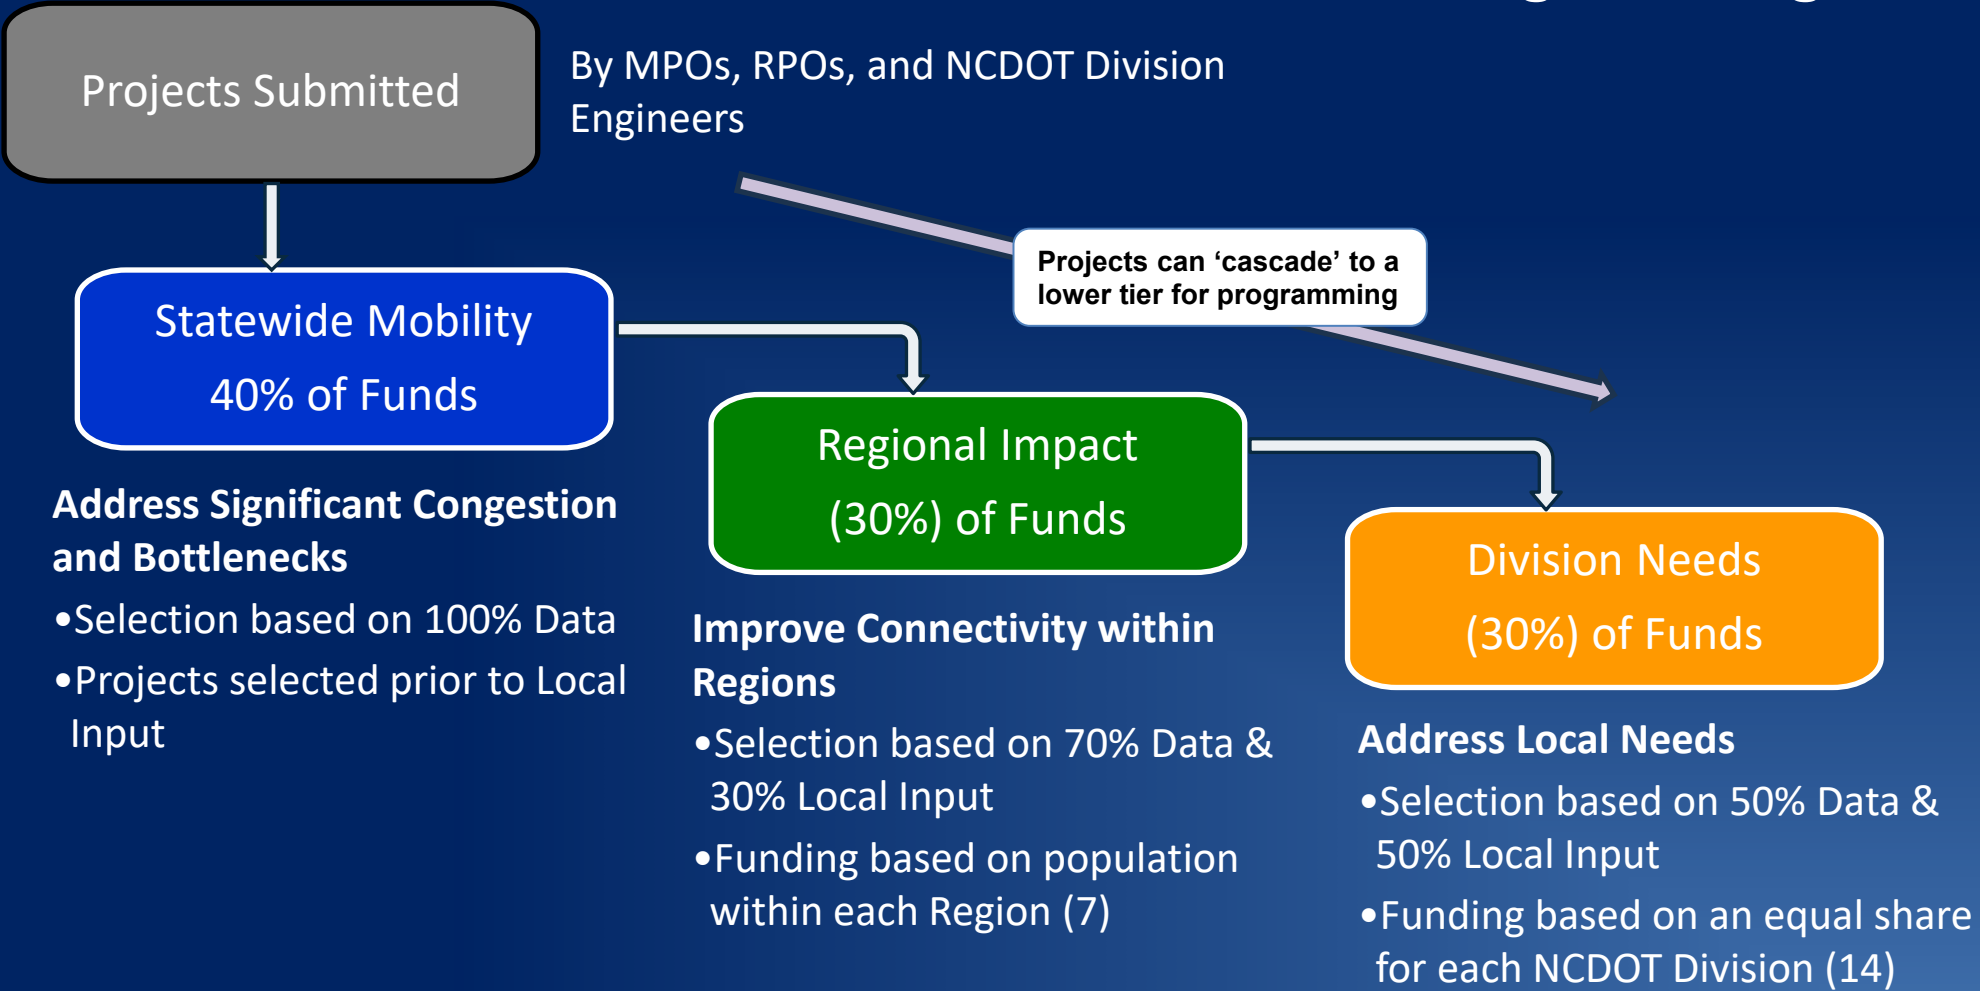 Projects Submitted
By MPOs, RPOs, and NCDOT Division
Engineers
Projects can ‘cascade’ to a
lower tier for programming
Statewide Mobility
40% of Funds
Address Significant Congestion
and Bottlenecks
•Selection based on 100% Data
•Projects selected prior to Local
Input
Regional Impact
(30%) of Funds
Improve Connectivity within
Regions
•Selection based on 70% Data &
30% Local Input
•Funding based on population
within each Region (7)
Division Needs
(30%) of Funds
Address Local Needs
•Selection based on 50% Data &
50% Local Input
•Funding based on an equal share
for each NCDOT Division (14)